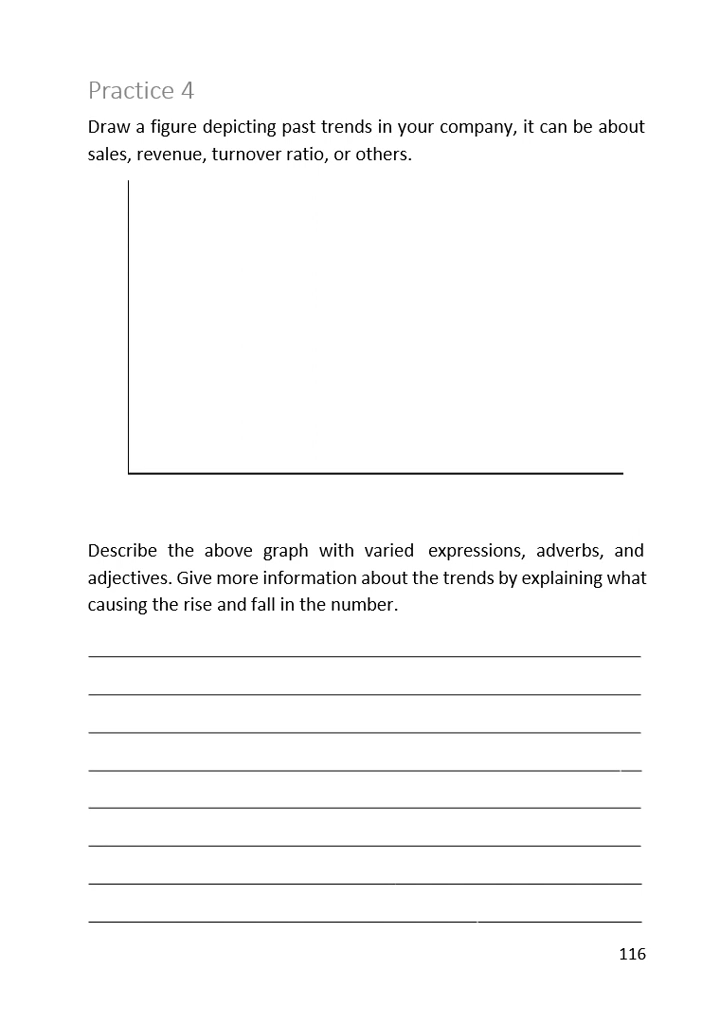 Practice 4
Draw a figure depicting past trends in your company, it can be about
sales, revenue, turnover ratio, or others.
Describe the above graph with varied expressions, adverbs, and
adjectives. Give more information about the trends by explaining what
causing the rise and fall in the number.
116